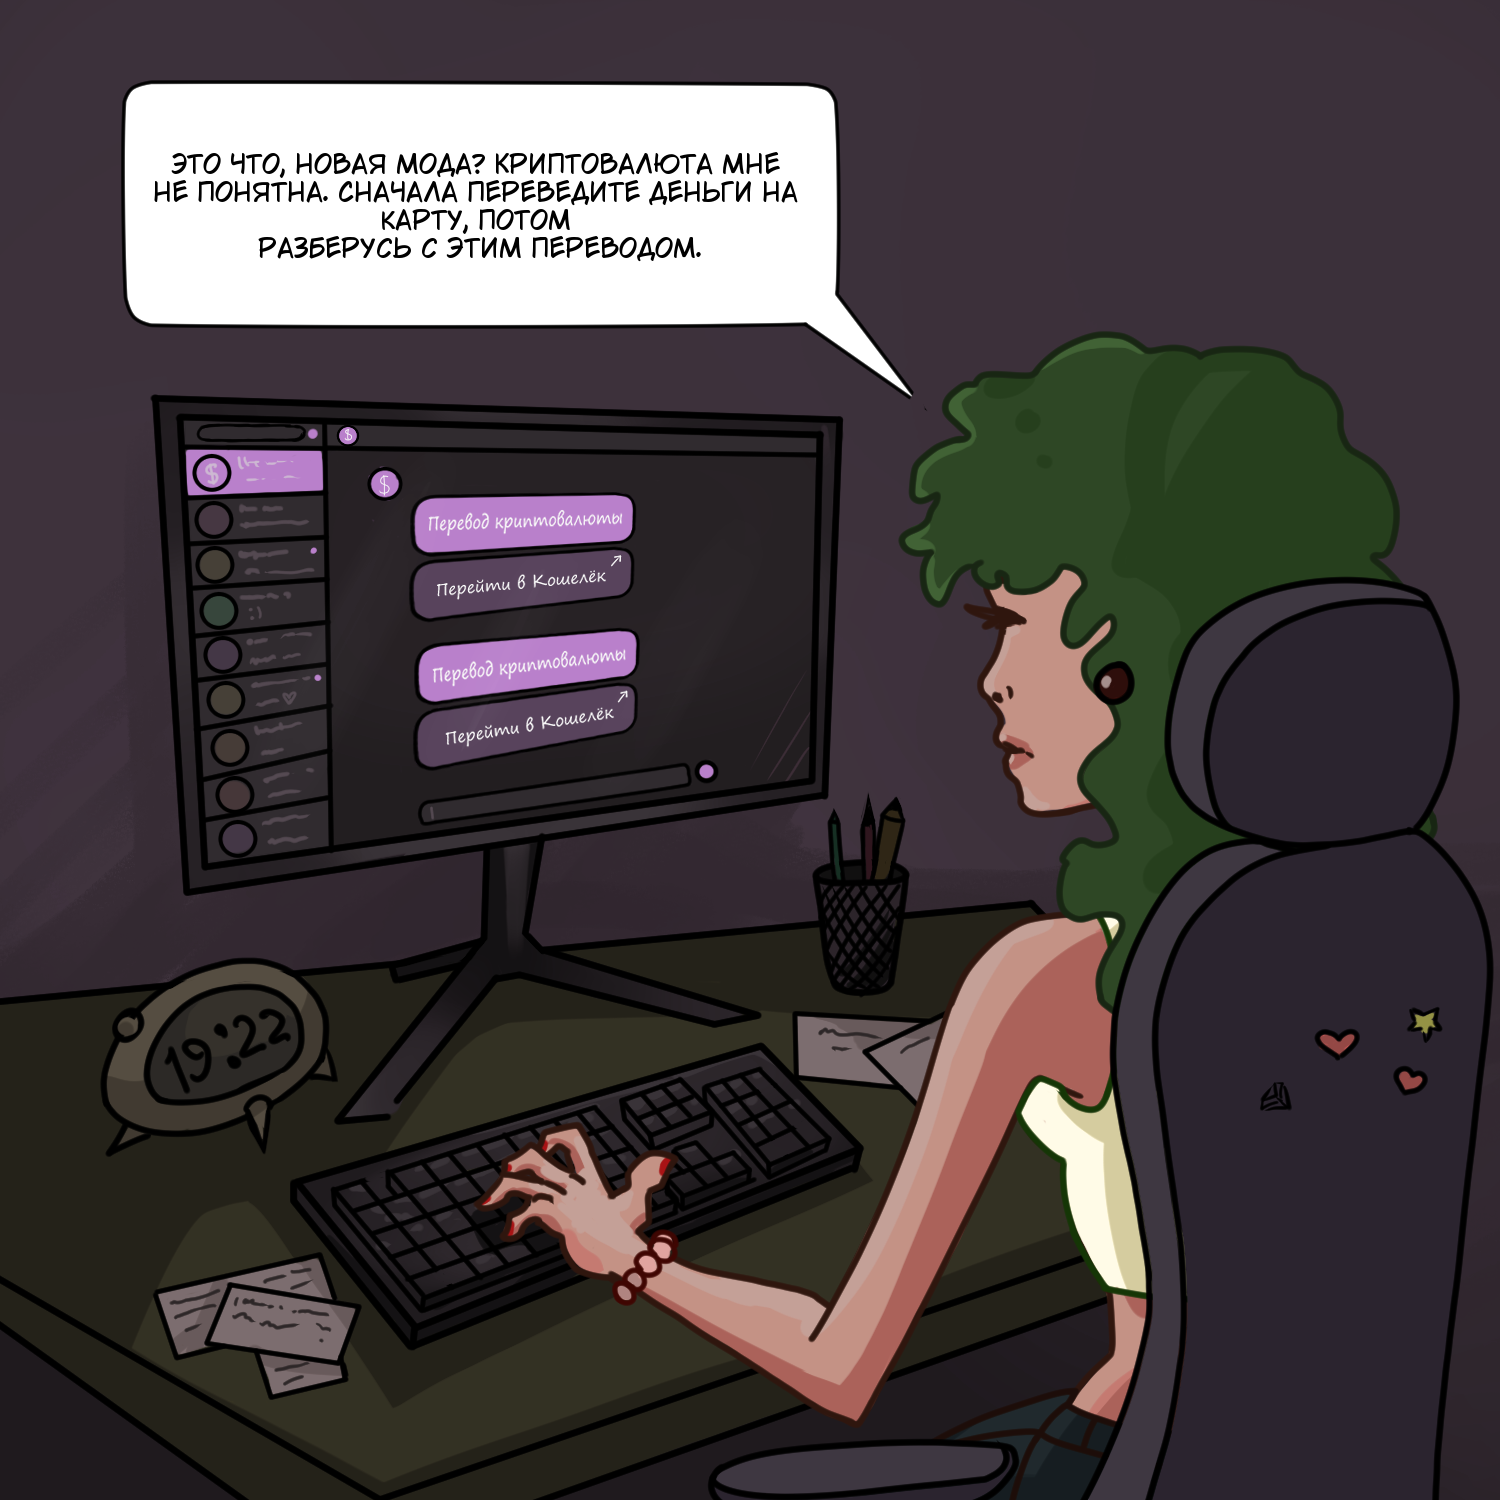 ЭТО ЧТО, НОВАЯ МОДА? КРИПТОВАЛЮТА МНЕ
НЕ ПОНЯТНА. СНАЧАЛА ПЕРЕВЕДИТЕ ДЕНЬГИ НА
КАРТУ, ПОТОМ
РАЗБЕРУСЬ С ЭТИМ ПЕРЕВОДОМ.
$
$
$
Перевод криптовалюты
Перейти в Кошелёк
Перевод криптовалюты
Перейти в Кошелёк
:)
19:22